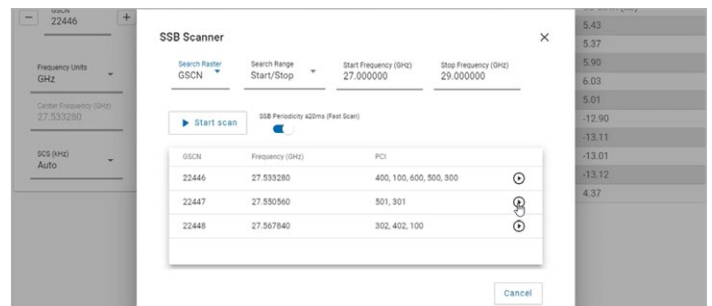 GSCN
22446
Frequency Units
GHz
Center Frequency (GHz)
27.533280
SCS (kHz)
Auto
SSB Scanner
Search Raster
GSCN
Search Range
Start/Stop
Start Frequency (GHz)
27.000000
Stop Frequency (GHz)
29.000000
Start scan
SSB Periodicity ≤20ms (Fast Scan)
GSCN Frequency (GHz) PCI
22446 27.533280 400, 100, 600, 500, 300
22447 27.550560 501, 301
22448 27.567840 302, 402, 100
Cancel
5.43
5.37
5.90
6.03
5.01
-12.90
-13.11
-13.01
-13.12
4.37